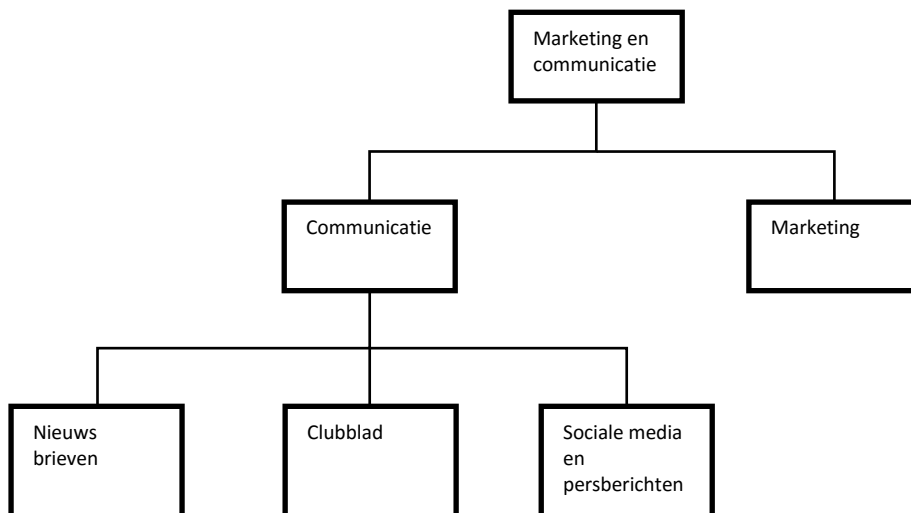 Marketing en
communicatie
Communicatie
Marketing
Nieuws
brieven
Clubblad
Sociale media
en
persberichten